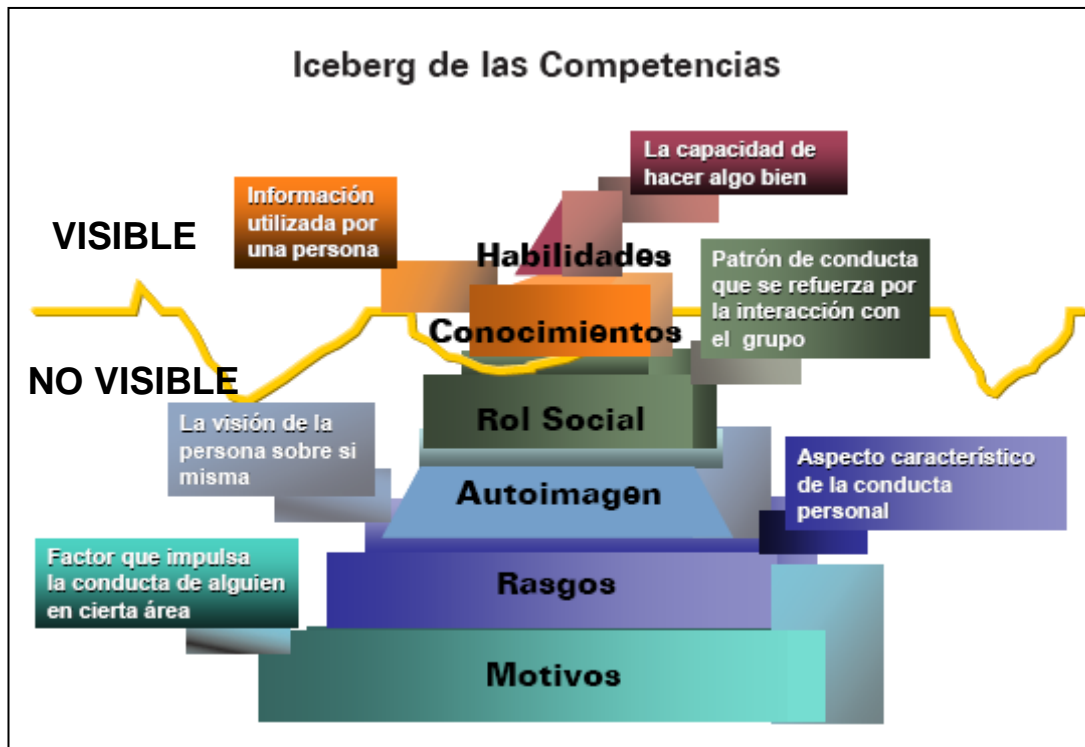 Iceberg de las Competencias
La capacidad de
hacer algo bien
Información
utilizada por
una persona
VISIBLE
Habilidades
Patrón de conducta
que se refuerza por
la interacción con
el grupo
Conocimientos
NO VISIBLE
Rol Social
La visión de la
persona sobre si
misma
Aspecto característico
de la conducta
personal
Autoimagen
Factor que impulsa
la conducta de alguien
en cierta área
Rasgos
Motivos